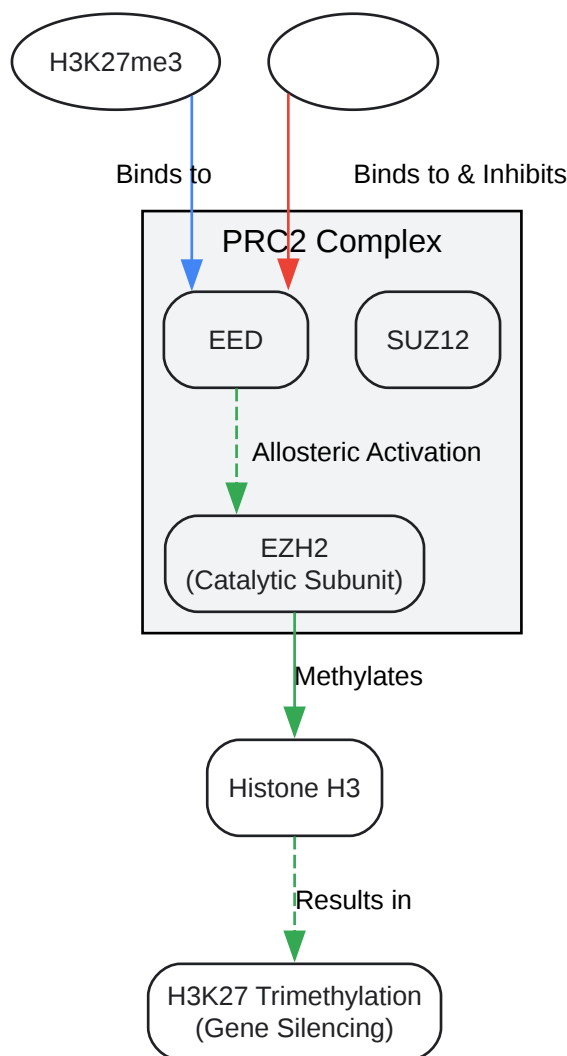 H3K27me3
Binds to
Binds to & Inhibits
PRC2 Complex
EED
SUZ12
Allosteric Activation
EZH2
(Catalytic Subunit)
Methylates
Histone H3
Results in
H3K27 Trimethylation
(Gene Silencing)